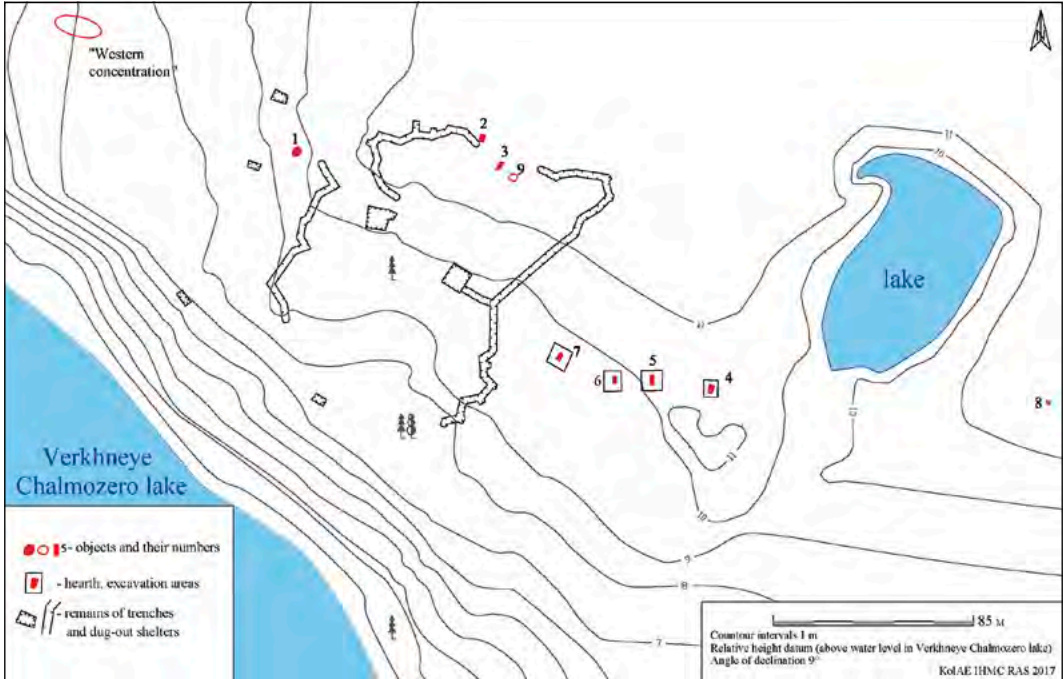 "Western
concentration"
1
2
3
9
lake
7
6
5
4
8
11
10
10
11
10
9
8
7
Verkhneye
Chalmozero lake
5- objects and their numbers
- hearth, excavation areas
- remains of trenches
and dug-out shelters
85 M
Countour intervals 1 m
Relative height datum (above water level in Verkhneye Chalmozero lake)
Angle of declination 9°
KolAE IHMC RAS 2017